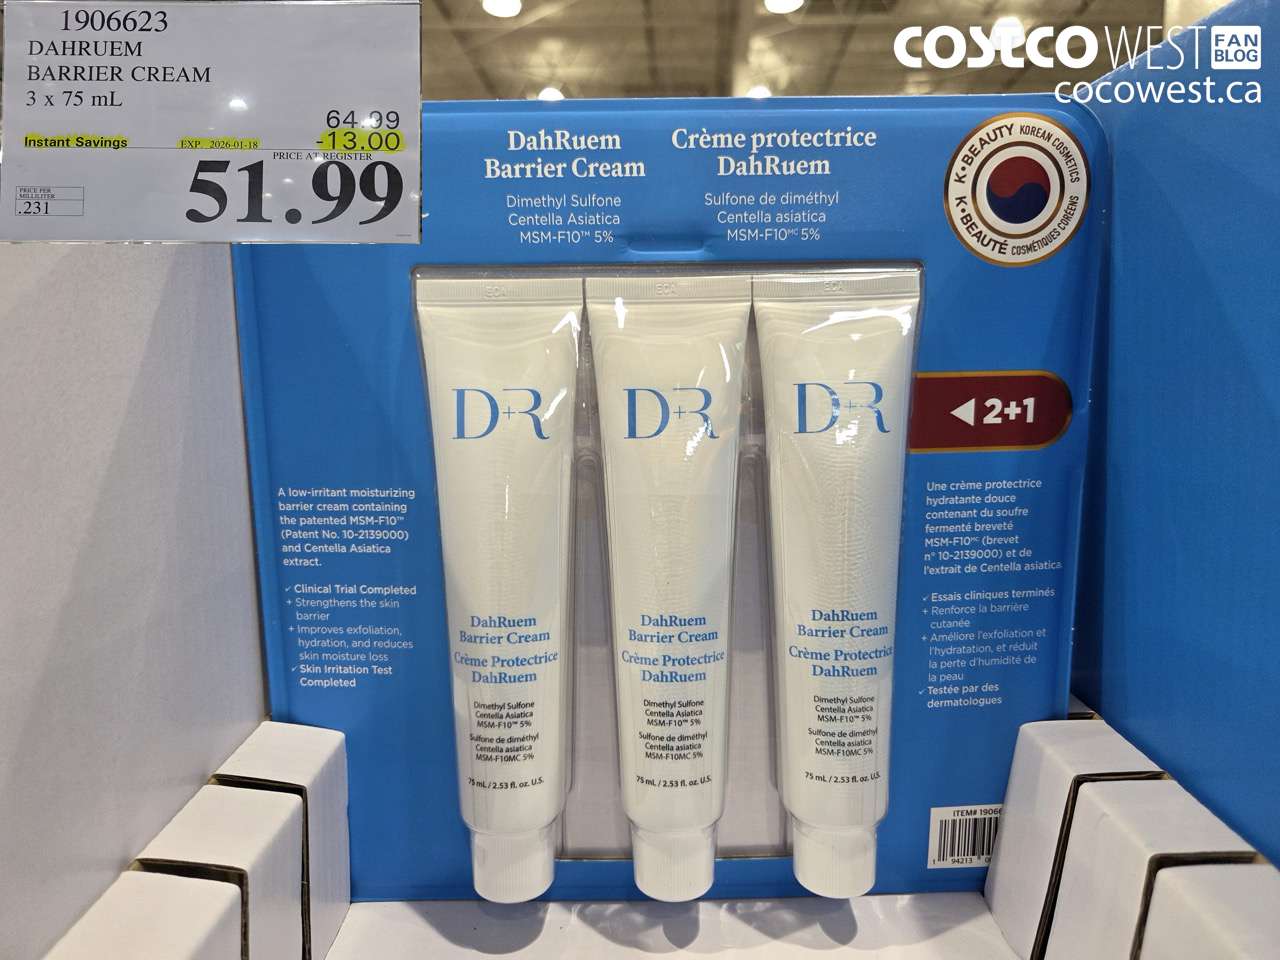 1906623
DAHRUEM
BARRIER CREAM
3 x 75 mL
64.99
Instant Savings EXP. 2026-01-18 -13.00
PRICE AT REGISTER
51.99
PRICE PER
MILLILITER
.231
COSTCO WEST FAN BLOG
cocowest.ca
DahRuem
Barrier Cream
Dimethyl Sulfone
Centella Asiatica
MSM-F10™ 5%
Crème protectrice
DahRuem
Sulfone de diméthyl
Centella asiatica
MSM-F10ᴹᶜ 5%
K•BEAUTY KOREAN COSMETICS
K•BEAUTÉ COSMÉTIQUES CORÉENS
◀ 2+1
A low-irritant moisturizing
barrier cream containing
the patented MSM-F10™
(Patent No. 10-2139000)
and Centella Asiatica
extract.
✓ Clinical Trial Completed
+ Strengthens the skin
barrier
+ Improves exfoliation,
hydration, and reduces
skin moisture loss
✓ Skin Irritation Test
Completed
D+R
DahRuem
Barrier Cream
Crème Protectrice
DahRuem
Dimethyl Sulfone
Centella Asiatica
MSM-F10™ 5%
Sulfone de diméthyl
Centella asiatica
MSM-F10MC 5%
75 mL / 2.53 fl. oz. U.S.
D+R
DahRuem
Barrier Cream
Crème Protectrice
DahRuem
Dimethyl Sulfone
Centella Asiatica
MSM-F10™ 5%
Sulfone de diméthyl
Centella asiatica
MSM-F10MC 5%
75 mL / 2.53 fl. oz. U.S.
D+R
DahRuem
Barrier Cream
Crème Protectrice
DahRuem
Dimethyl Sulfone
Centella Asiatica
MSM-F10™ 5%
Sulfone de diméthyl
Centella asiatica
MSM-F10MC 5%
75 mL / 2.53 fl. oz. U.S.
Une crème protectrice
hydratante douce
contenant du soufre
fermenté breveté
MSM-F10ᴹᶜ (brevet
n° 10-2139000) et de
l'extrait de Centella asiatica
✓ Essais cliniques terminés
+ Renforce la barrière
cutanée
+ Améliore l'exfoliation et
l'hydratation, et réduit
la perte d'humidité de
la peau
✓ Testée par des
dermatologues
ITEM# 1906
1 94213